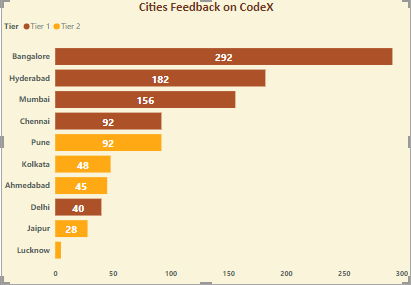 Cities Feedback on CodeX
Tier Tier 1 Tier 2
Bangalore 292
Hyderabad 182
Mumbai 156
Chennai 92
Pune 92
Kolkata 48
Ahmedabad 45
Delhi 40
Jaipur 28
Lucknow
0 50 100 150 200 250 300